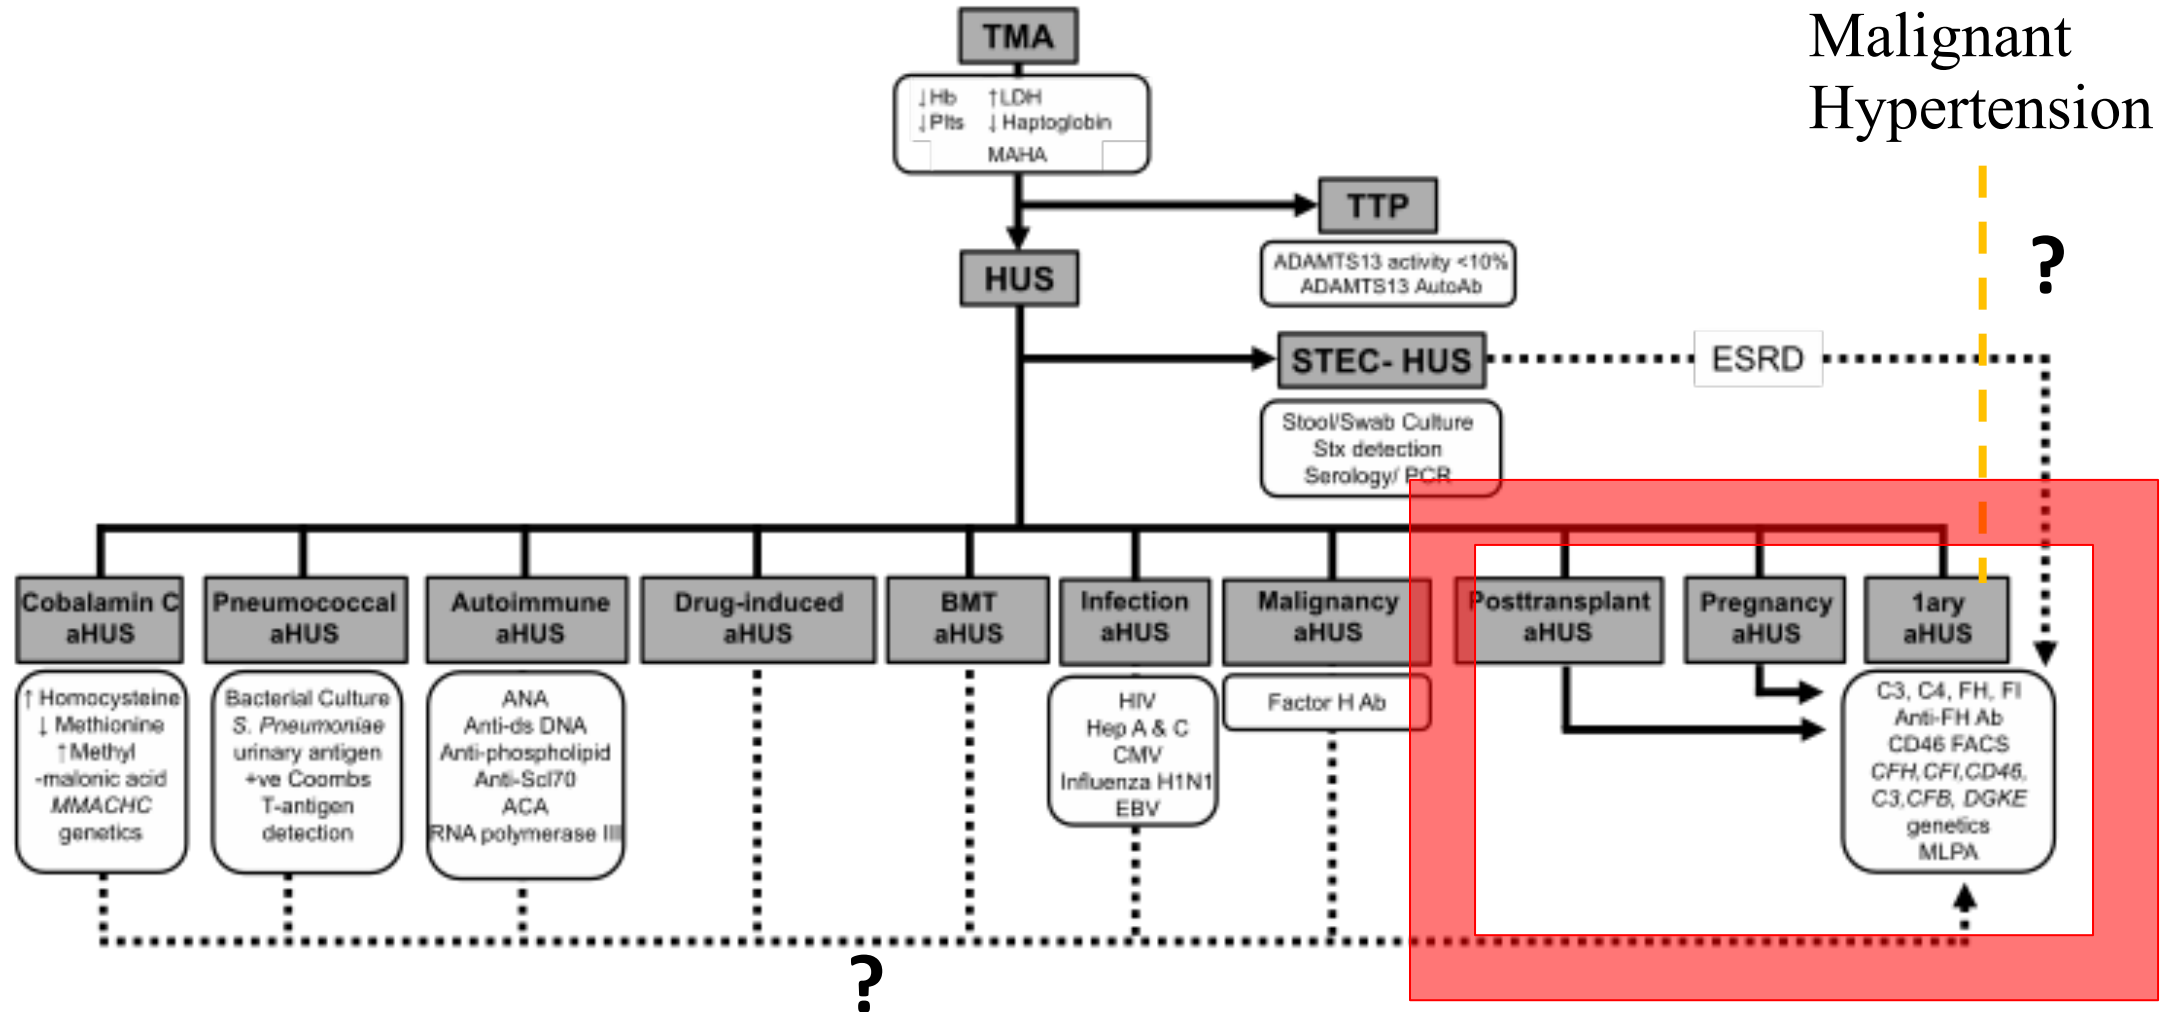 Malignant
Hypertension
TMA
↓Hb ↑LDH
↓Plts ↓Haptoglobin
MAHA
TTP
ADAMTS13 activity <10%
ADAMTS13 AutoAb
?
HUS
STEC- HUS
ESRD
Stool/Swab Culture
Stx detection
Serology/ PCR
Cobalamin C
aHUS
↑ Homocysteine
↓ Methionine
↑Methyl
-malonic acid
MMACHC
genetics
Pneumococcal
aHUS
Bacterial Culture
S. Pneumoniae
urinary antigen
+ve Coombs
T-antigen
detection
Autoimmune
aHUS
ANA
Anti-ds DNA
Anti-phospholipid
Anti-Scl70
ACA
RNA polymerase III
Drug-induced
aHUS
BMT
aHUS
Infection
aHUS
HIV
Hep A & C
CMV
Influenza H1N1
EBV
Malignancy
aHUS
Factor H Ab
Posttransplant
aHUS
Pregnancy
aHUS
1ary
aHUS
C3, C4, FH, FI
Anti-FH Ab
CD46 FACS
CFH,CFI,CD46,
C3,CFB, DGKE
genetics
MLPA
?